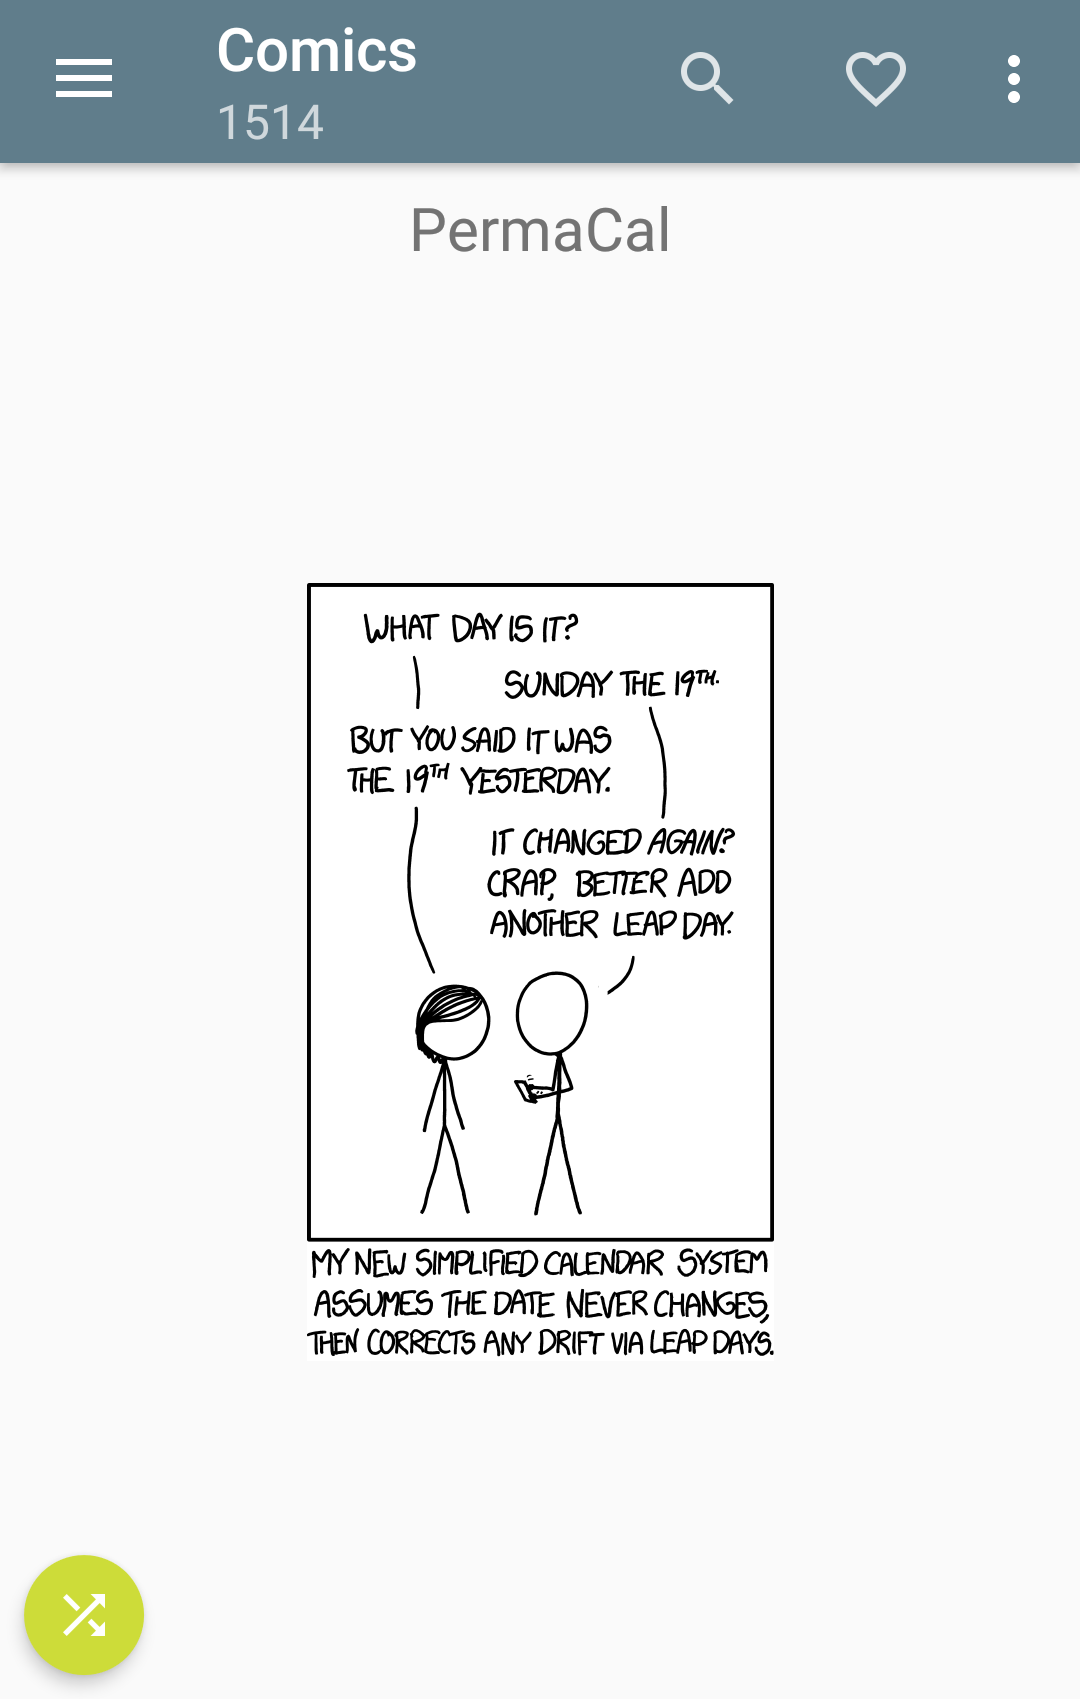 Comics
1514
PermaCal
WHAT DAY IS IT?
SUNDAY THE 19TH.
BUT YOU SAID IT WAS
THE 19TH YESTERDAY.
IT CHANGED AGAIN?
CRAP, BETTER ADD
ANOTHER LEAP DAY.
MY NEW SIMPLIFIED CALENDAR SYSTEM
ASSUMES THE DATE NEVER CHANGES,
THEN CORRECTS ANY DRIFT VIA LEAP DAYS.